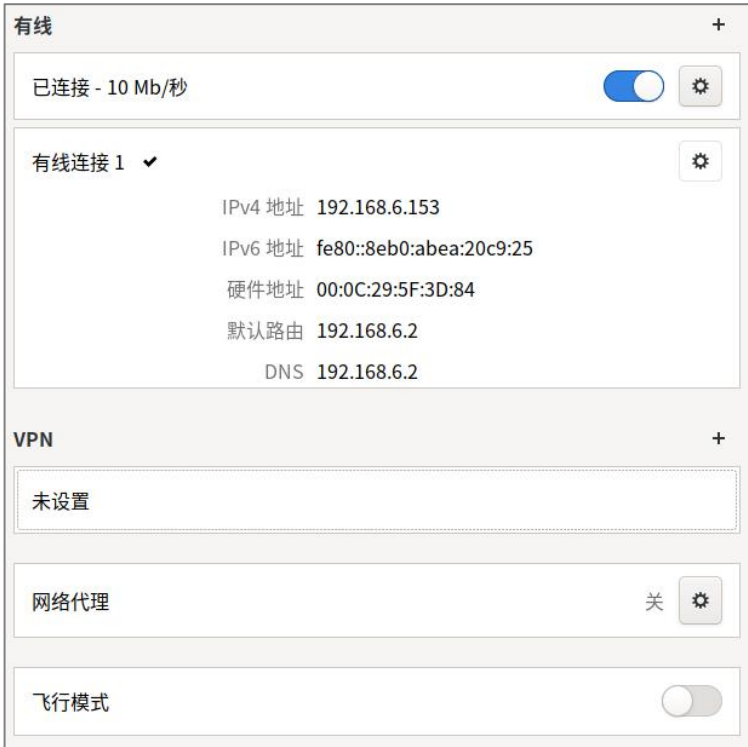 有线
已连接 - 10 Mb/秒
有线连接 1
IPv4 地址 192.168.6.153
IPv6 地址 fe80::8eb0:abea:20c9:25
硬件地址 00:0C:29:5F:3D:84
默认路由 192.168.6.2
DNS 192.168.6.2
VPN
未设置
网络代理 关
飞行模式